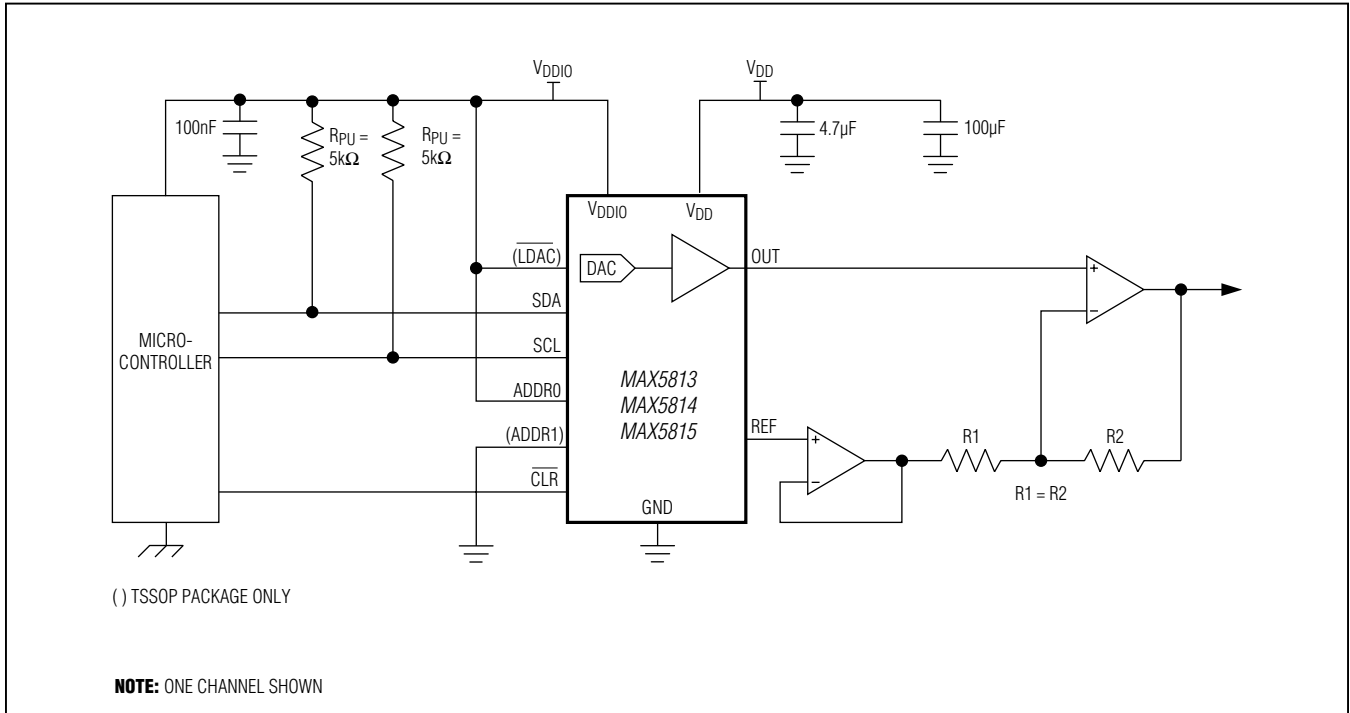 VDDIO
VDD
100nF
RPU =
5kΩ
RPU =
5kΩ
4.7µF
100µF
VDDIO
VDD
(LDAC)
DAC
OUT
+
−
SDA
MICRO-
CONTROLLER
SCL
MAX5813
MAX5814
MAX5815
ADDR0
(ADDR1)
REF
+
−
R1
R2
R1 = R2
CLR
GND
( ) TSSOP PACKAGE ONLY
NOTE: ONE CHANNEL SHOWN